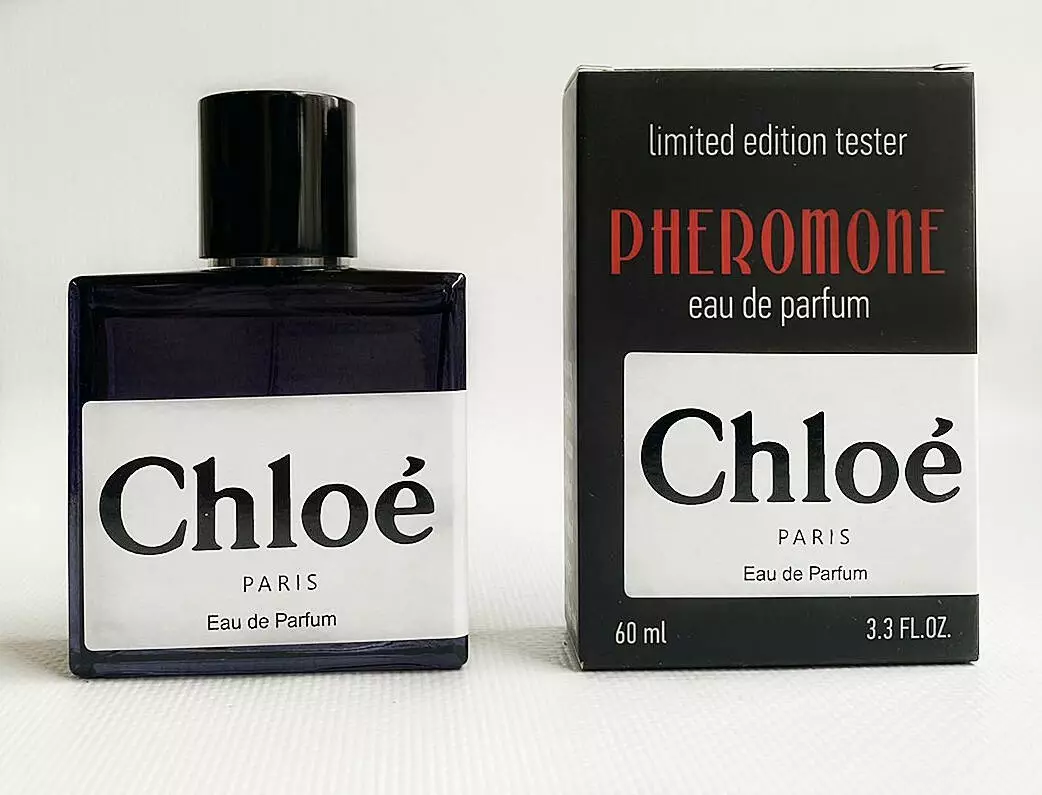 Chloé
PARIS
Eau de Parfum
limited edition tester
PHEROMONE
eau de parfum
Chloé
PARIS
Eau de Parfum
60 ml
3.3 FL.OZ.